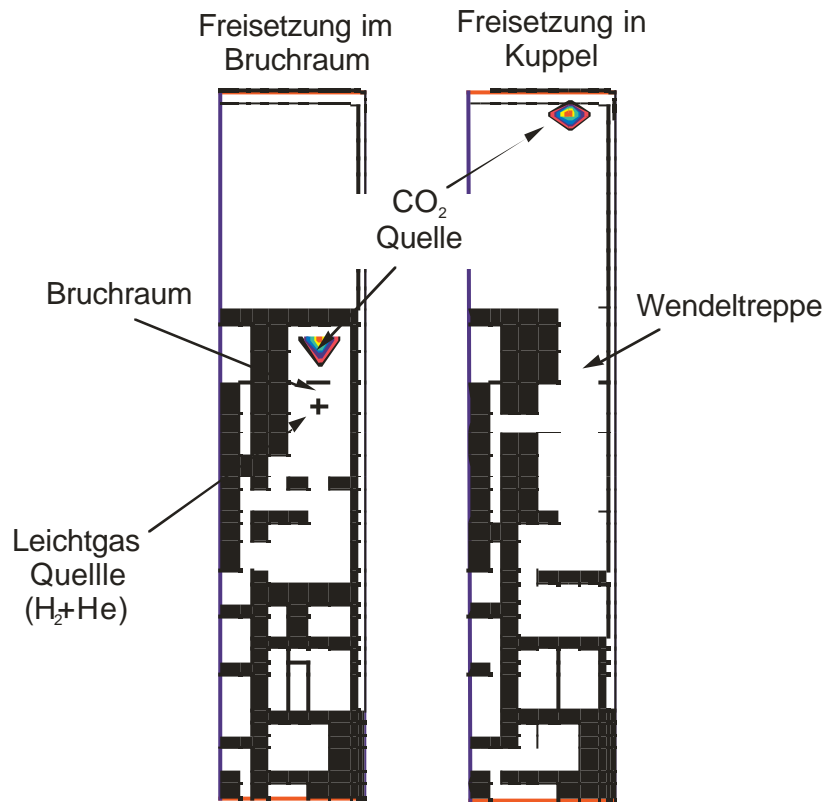 Freisetzung im
Bruchraum
Freisetzung in
Kuppel
CO₂
Quelle
Bruchraum
Wendeltreppe
Leichtgas
Quellle
(H₂+He)